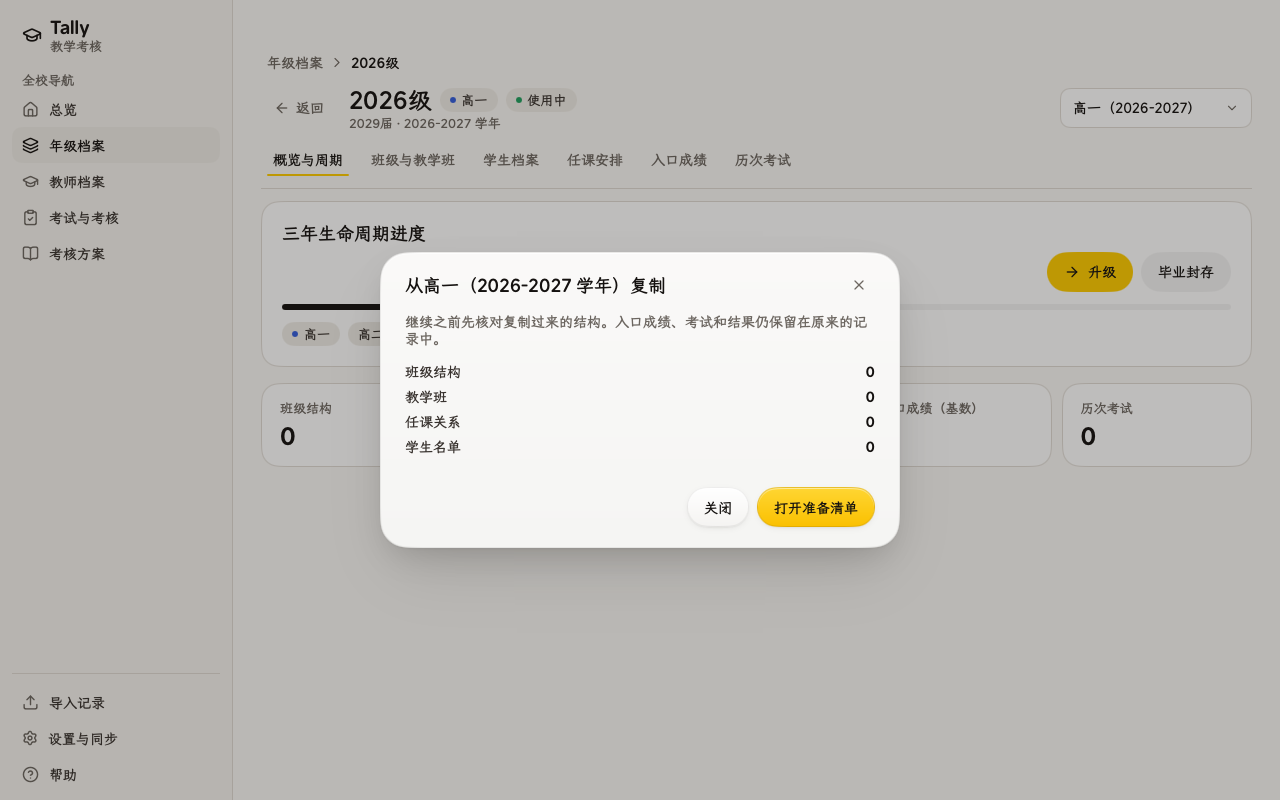 Tally
教学考核
全校导航
总览
年级档案
教师档案
考试与考核
考核方案
导入记录
设置与同步
帮助
年级档案 2026级
返回
2026级 高一 使用中
2029届 · 2026-2027 学年
高一（2026-2027）
概览与周期 班级与教学班 学生档案 任课安排 入口成绩 历次考试
三年生命周期进度
升级 毕业封存
高一 高二
班级结构
0
口成绩（基数）
历次考试
0
从高一（2026-2027 学年）复制
继续之前先核对复制过来的结构。入口成绩、考试和结果仍保留在原来的记
录中。
班级结构 0
教学班 0
任课关系 0
学生名单 0
关闭 打开准备清单